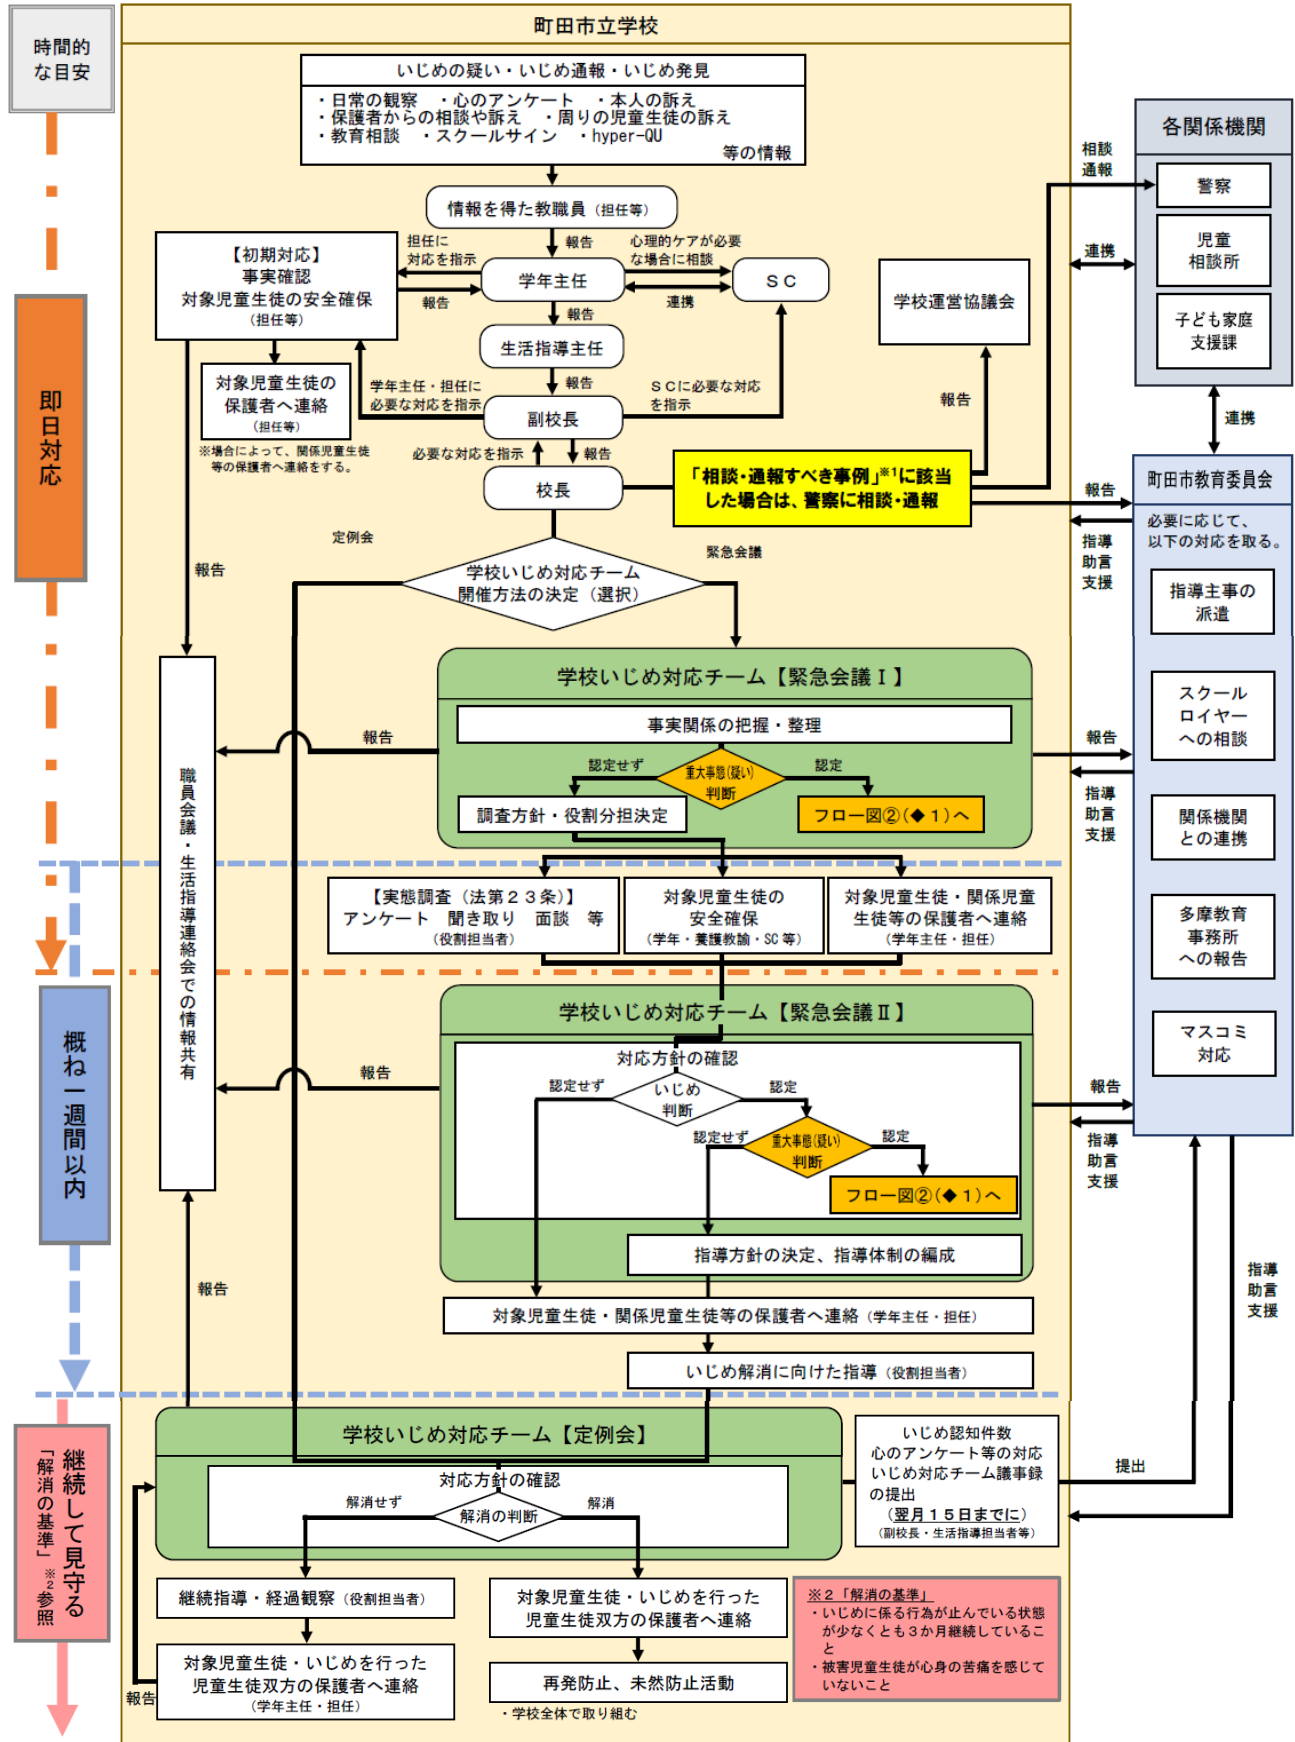 時間的
な目安
町田市立学校
いじめの疑い・いじめ通報・いじめ発見
・日常の観察　・心のアンケート　・本人の訴え
・保護者からの相談や訴え　・周りの児童生徒の訴え
・教育相談　・スクールサイン　・hyper-QU
等の情報
情報を得た教職員（担任等）
報告
担任に
対応を指示
心理的ケアが必要
な場合に相談
【初期対応】
事実確認
対象児童生徒の安全確保
（担任等）
報告
学年主任
連携
ＳＣ
報告
生活指導主任
報告
対象児童生徒の
保護者へ連絡
（担任等）
※場合によって、関係児童生徒
等の保護者へ連絡をする。
学年主任・担任に
必要な対応を指示
ＳＣに必要な対応
を指示
副校長
必要な対応を指示
報告
校長
学校運営協議会
報告
「相談・通報すべき事例」※1に該当
した場合は、警察に相談・通報
相談
通報
連携
各関係機関
警察
児童
相談所
子ども家庭
支援課
連携
即日対応
報告
定例会
緊急会議
学校いじめ対応チーム
開催方法の決定（選択）
報告
指導
助言
支援
町田市教育委員会
必要に応じて、
以下の対応を取る。
指導主事の
派遣
スクール
ロイヤー
への相談
関係機関
との連携
多摩教育
事務所
への報告
マスコミ
対応
学校いじめ対応チーム【緊急会議Ⅰ】
事実関係の把握・整理
報告
認定せず
重大事態(疑い)
判断
認定
調査方針・役割分担決定
フロー図②(◆１)へ
報告
指導
助言
支援
職員会議・生活指導連絡会での情報共有
【実態調査（法第２３条）】
アンケート　聞き取り　面談　等
（役割担当者）
対象児童生徒の
安全確保
（学年・養護教諭・SC 等）
対象児童生徒・関係児童
生徒等の保護者へ連絡
（学年主任・担任）
概ね一週間以内
学校いじめ対応チーム【緊急会議Ⅱ】
対応方針の確認
報告
認定せず
いじめ
判断
認定
認定せず
重大事態(疑い)
判断
認定
フロー図②(◆１)へ
指導方針の決定、指導体制の編成
報告
指導
助言
支援
報告
対象児童生徒・関係児童生徒等の保護者へ連絡（学年主任・担任）
いじめ解消に向けた指導（役割担当者）
指導
助言
支援
継続して見守る
「解消の基準」※2参照
学校いじめ対応チーム【定例会】
対応方針の確認
解消せず
解消の判断
解消
いじめ認知件数
心のアンケート等の対応
いじめ対応チーム議事録
の提出
（翌月１５日までに）
（副校長・生活指導担当者等）
提出
継続指導・経過観察（役割担当者）
対象児童生徒・いじめを行った
児童生徒双方の保護者へ連絡
（学年主任・担任）
報告
対象児童生徒・いじめを行った
児童生徒双方の保護者へ連絡
再発防止、未然防止活動
・学校全体で取り組む
※２「解消の基準」
・いじめに係る行為が止んでいる状態
が少なくとも３か月継続しているこ
と
・被害児童生徒が心身の苦痛を感じて
いないこと